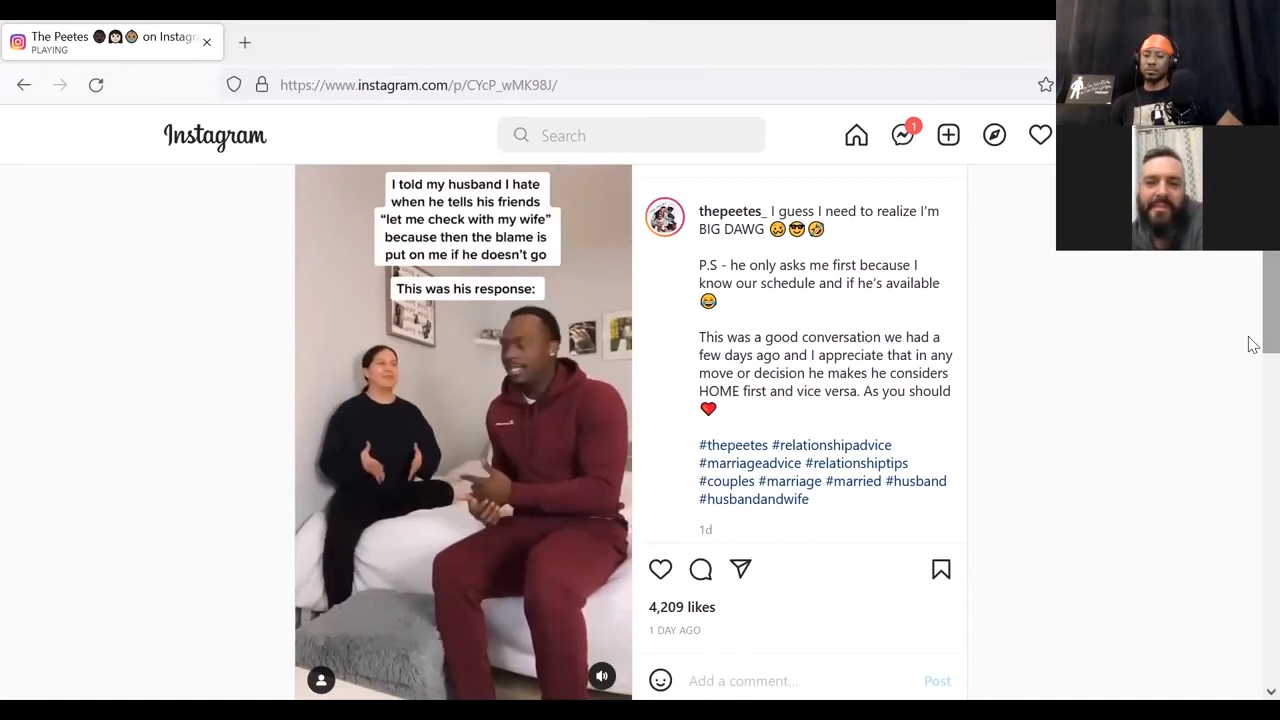 The Peetes 👨🏿👩🏻👶🏽 on Instagr
PLAYING
https://www.instagram.com/p/CYcP_wMK98J/
Instagram
Search
1
I told my husband I hate
when he tells his friends
“let me check with my wife”
because then the blame is
put on me if he doesn’t go
This was his response:
thepeetes_ I guess I need to realize I’m
BIG DAWG 🥴😎🤣
P.S - he only asks me first because I
know our schedule and if he’s available
😂
This was a good conversation we had a
few days ago and I appreciate that in any
move or decision he makes he considers
HOME first and vice versa. As you should
❤️
#thepeetes #relationshipadvice
#marriageadvice #relationshiptips
#couples #marriage #married #husband
#husbandandwife
1d
4,209 likes
1 DAY AGO
Add a comment...
Post